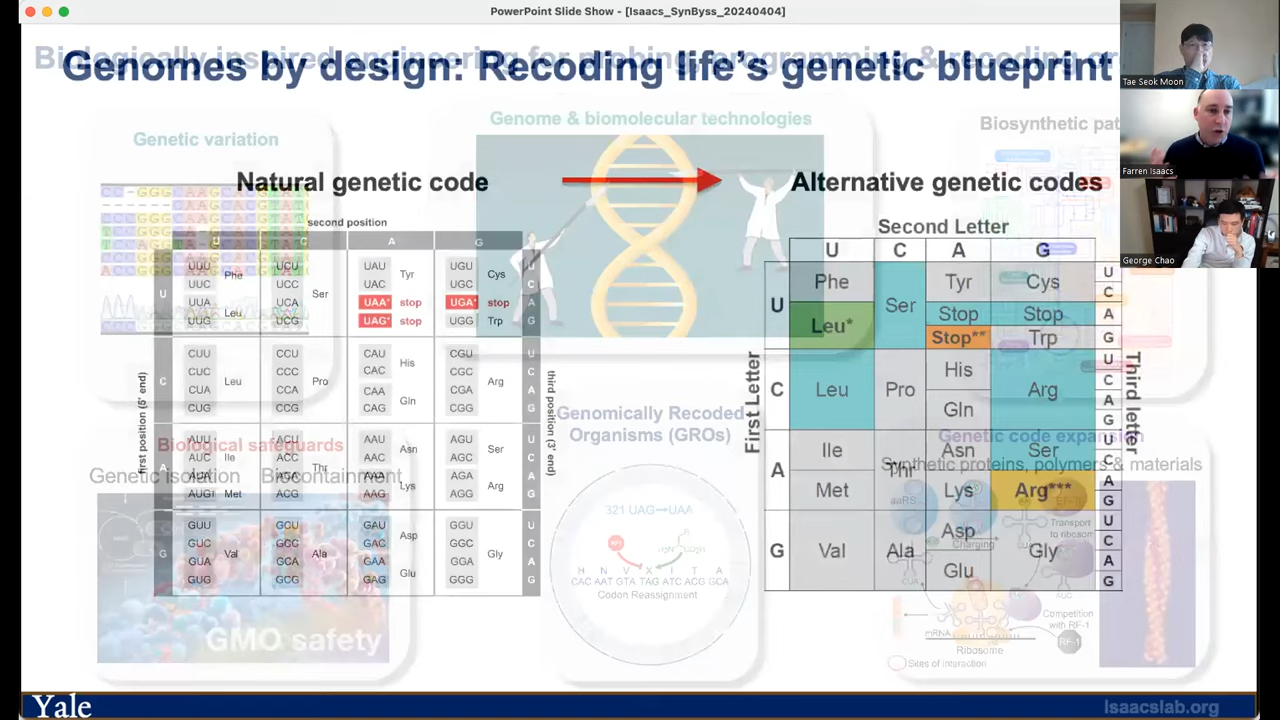 PowerPoint Slide Show - [Isaacs_SynByss_20240404]
Biologically inspired engineering for probing, programming & recoding
Genomes by design: Recoding life's genetic blueprint
Tae Seok Moon
Farren Isaacs
George Chao
Genetic variation
Genome & biomolecular technologies
Biosynthetic
Natural genetic code
Alternative genetic codes
second position
U C A G
UUU Phe UCU Ser UAU Tyr UGU Cys U
UUC UCC UAC UGC C
UUA Leu UCA UAA* stop UGA* stop A
UUG UCG UAG* stop UGG Trp G
CUU Leu CCU Pro CAU His CGU Arg U
CUC CCC CAC CGC C
CUA CCA CAA Gln CGA A
CUG CCG CAG CGG G
AUU Ile ACU Thr AAU Asn AGU Ser U
AUC ACC AAC AGC C
AUA ACA AAA Lys AGA Arg A
AUG Met ACG AAG AGG G
GUU Val GCU Ala GAU Asp GGU Gly U
GUC GCC GAC GGC C
GUA GCA GAA Glu GGA A
GUG GCG GAG GGG G
first position (5' end)
third position (3' end)
Second Letter
U C A G
First Letter
Third letter
U Phe Ser Tyr Cys U C
Leu* Stop Stop A
Stop** Trp G
C Leu Pro His Arg U C
Gln A G
A Ile Thr Asn Ser U C
Met Lys Arg*** A G
G Val Ala Asp Gly U C
Glu A G
Biological safeguards
Genetic isolation Biocontainment
GMO safety
Genomically Recoded
Organisms (GROs)
321 UAG→UAA
H N V X I T A
CAC AAT GTA TAG ATC ACG GCA
Codon Reassignment
Genetic code expansion
Synthetic proteins, polymers & materials
aaRS
Charging
Transport
to ribosome
CUA
Competition
with RF-1
mRNA
RF-1
Ribosome
Sites of interaction
Yale
Isaacslab.org